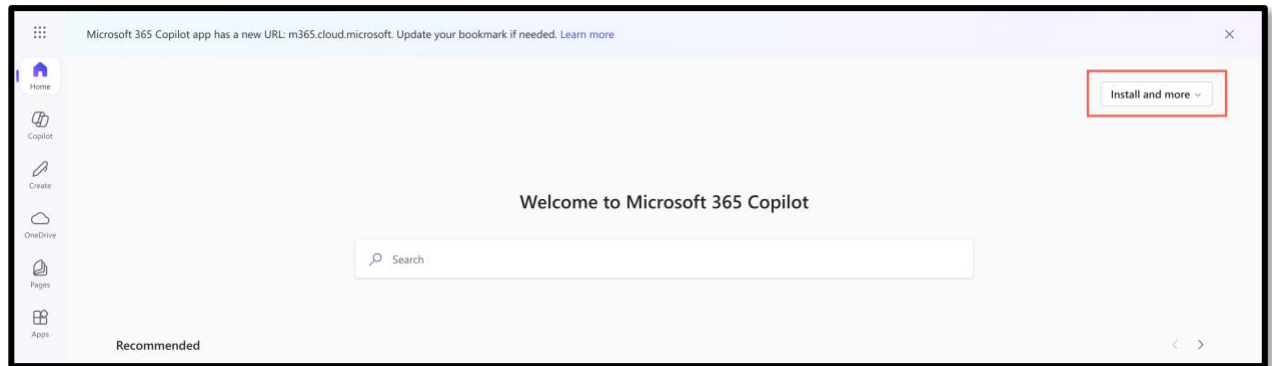 Microsoft 365 Copilot app has a new URL: m365.cloud.microsoft. Update your bookmark if needed. Learn more
Home
Install and more
Copilot
Create
Welcome to Microsoft 365 Copilot
OneDrive
Search
Pages
Apps
Recommended